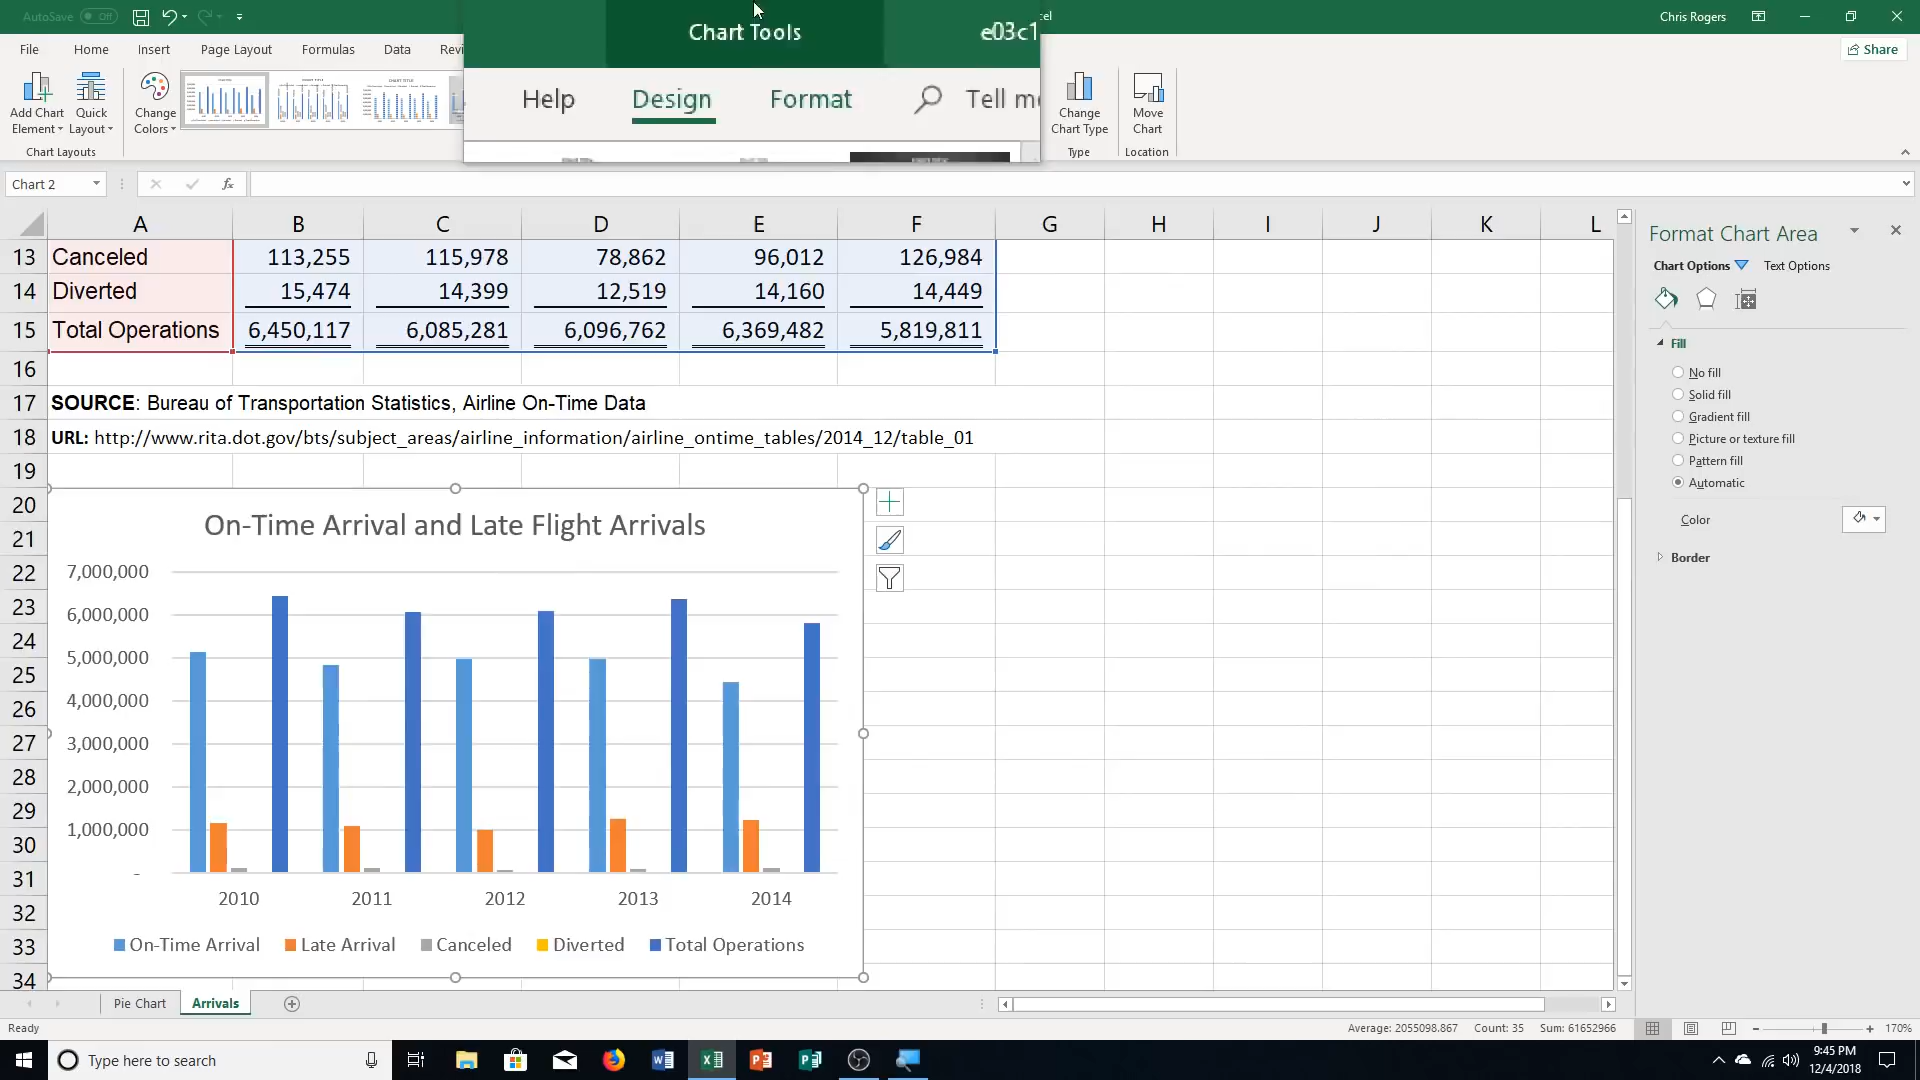 AutoSave Off
Chart Tools
e03c1
cel
Chris Rogers
File Home Insert Page Layout Formulas Data Help Design Format Tell
Share
Add Chart Element
Quick Layout
Chart Layouts
Change Colors
Change Chart Type
Type
Move Chart
Location
Chart 2
fx
A B C D E F G H I J K L
13 Canceled 113,255 115,978 78,862 96,012 126,984
14 Diverted 15,474 14,399 12,519 14,160 14,449
15 Total Operations 6,450,117 6,085,281 6,096,762 6,369,482 5,819,811
16
17 SOURCE: Bureau of Transportation Statistics, Airline On-Time Data
18 URL: http://www.rita.dot.gov/bts/subject_areas/airline_information/airline_ontime_tables/2014_12/table_01
19
20
21
22
23
24
25
26
27
28
29
30
31
32
33
34
On-Time Arrival and Late Flight Arrivals
7,000,000
6,000,000
5,000,000
4,000,000
3,000,000
2,000,000
1,000,000
-
2010 2011 2012 2013 2014
On-Time Arrival Late Arrival Canceled Diverted Total Operations
Format Chart Area
Chart Options Text Options
Fill
No fill
Solid fill
Gradient fill
Picture or texture fill
Pattern fill
Automatic
Color
Border
Pie Chart Arrivals
Ready
Average: 2055098.867 Count: 35 Sum: 61652966
170%
Type here to search
9:45 PM
12/4/2018